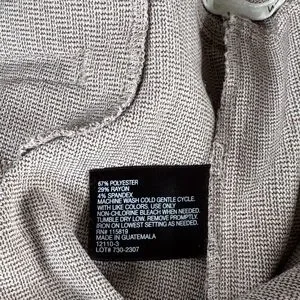 67% POLYESTER
29% RAYON
4% SPANDEX
MACHINE WASH COLD GENTLE CYCLE.
WITH LIKE COLORS. USE ONLY
NON-CHLORINE BLEACH WHEN NEEDED.
TUMBLE DRY LOW. REMOVE PROMPTLY.
IRON ON LOWEST SETTING AS NEEDED.
RN# 115819
MADE IN GUATEMALA
12110-3
LOT# 730-2307